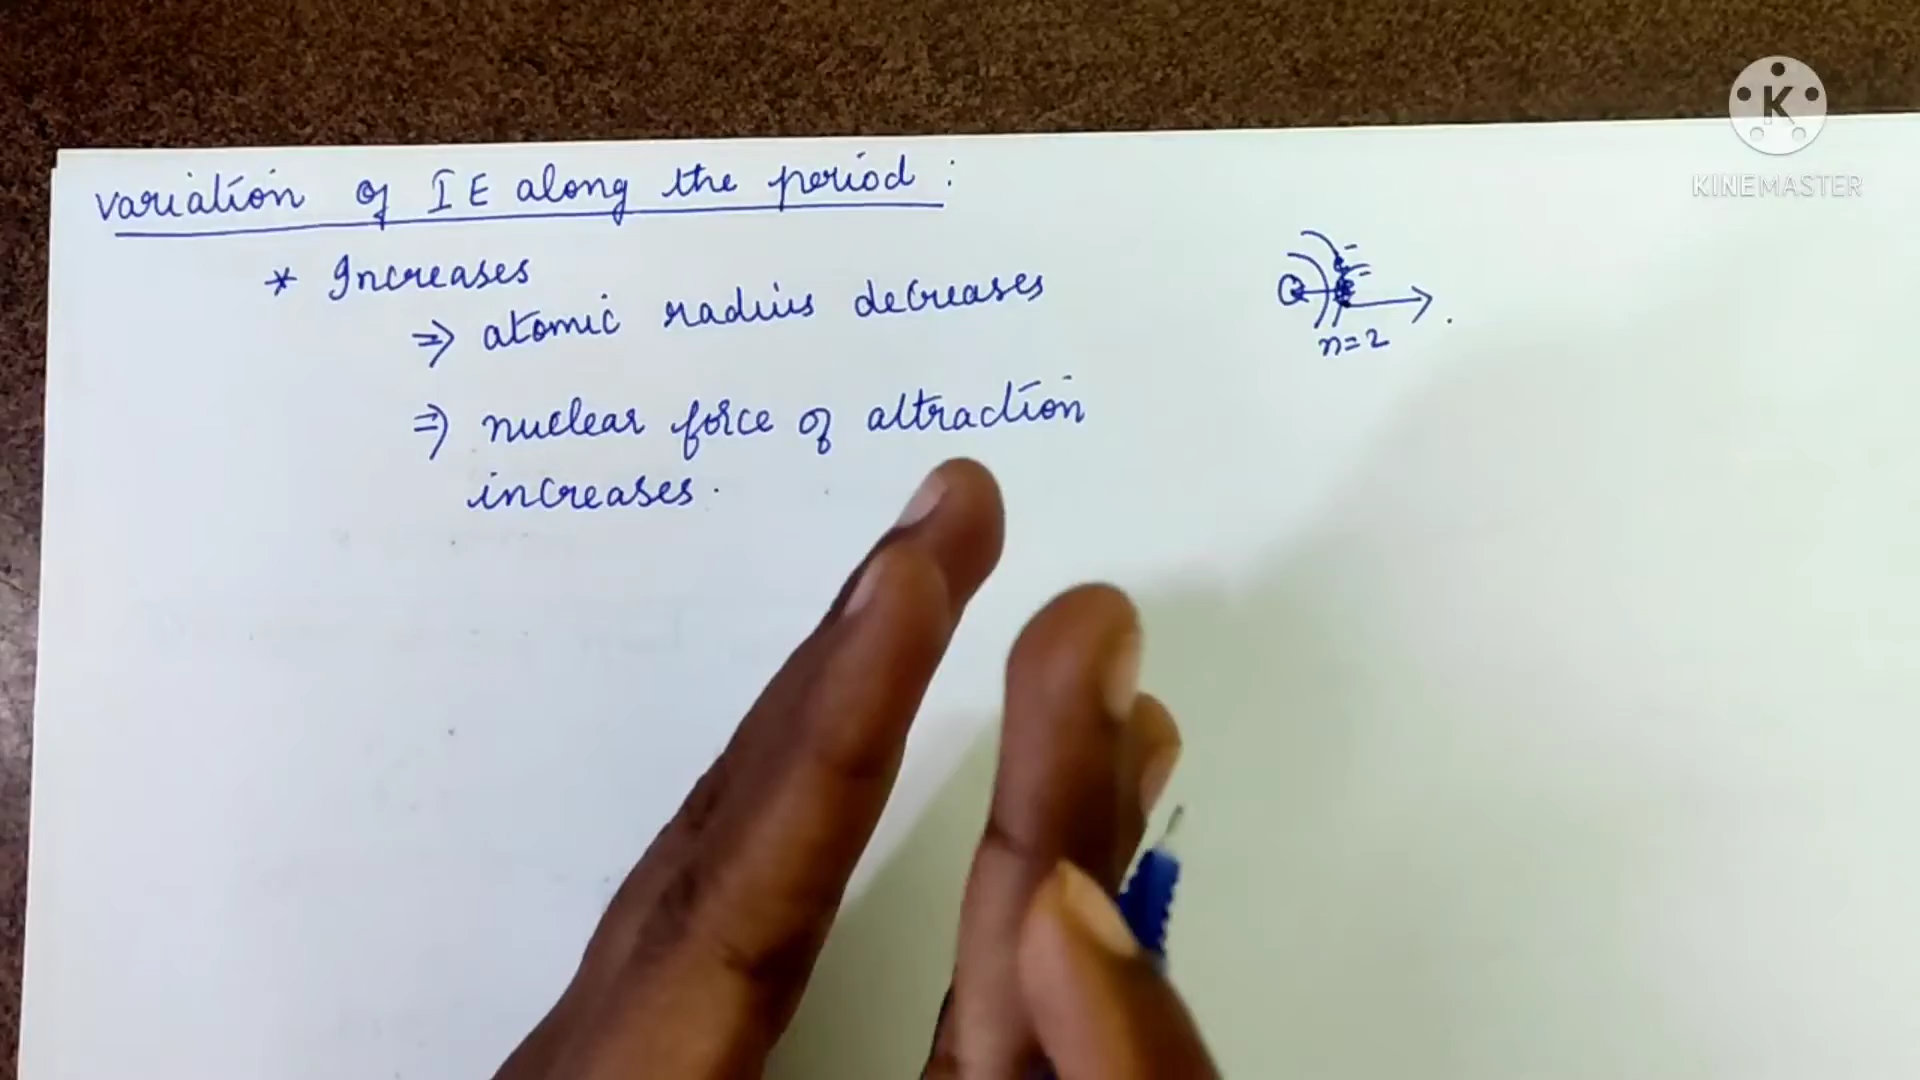 variation of IE along the period :
* Increases
⇒ atomic radius decreases
⇒ nuclear force of attraction
increases.
n=2
K
KINEMASTER